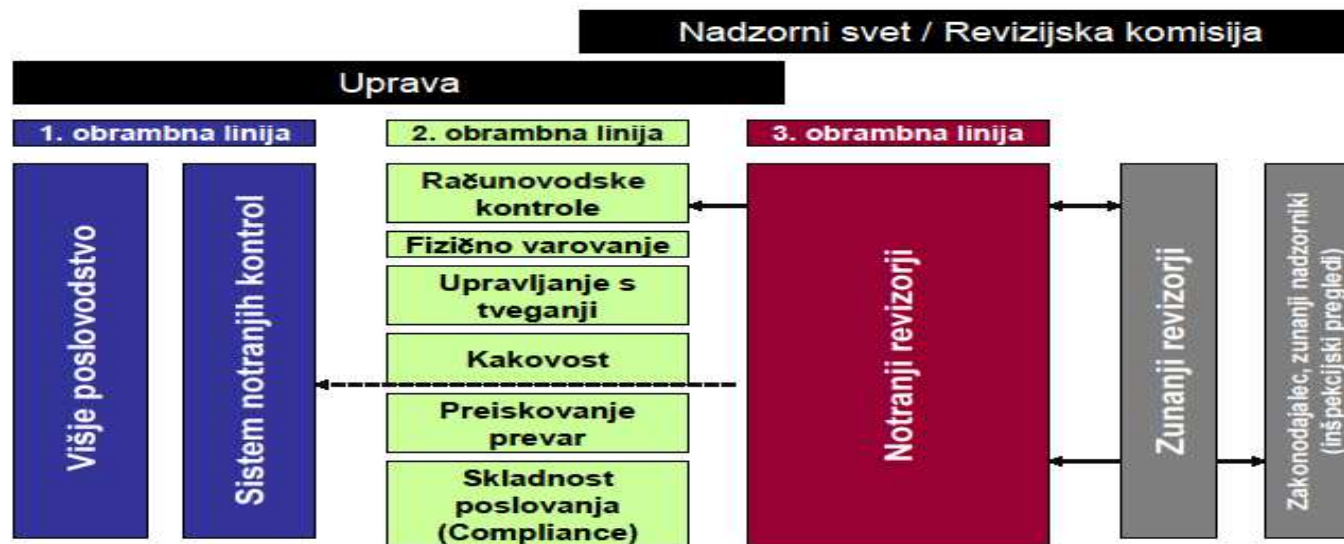 Nadzorni svet / Revizijska komisija
Uprava
1. obrambna linija
2. obrambna linija
3. obrambna linija
Višje poslovodstvo
Sistem notranjih kontrol
Računovodske
kontrole
Fizično varovanje
Upravljanje s
tveganji
Kakovost
Preiskovanje
prevar
Skladnost
poslovanja
(Compliance)
Notranji revizorji
Zunanji revizorji
Zakonodajalec, zunanji nadzorniki
(inšpekcijski pregledi)